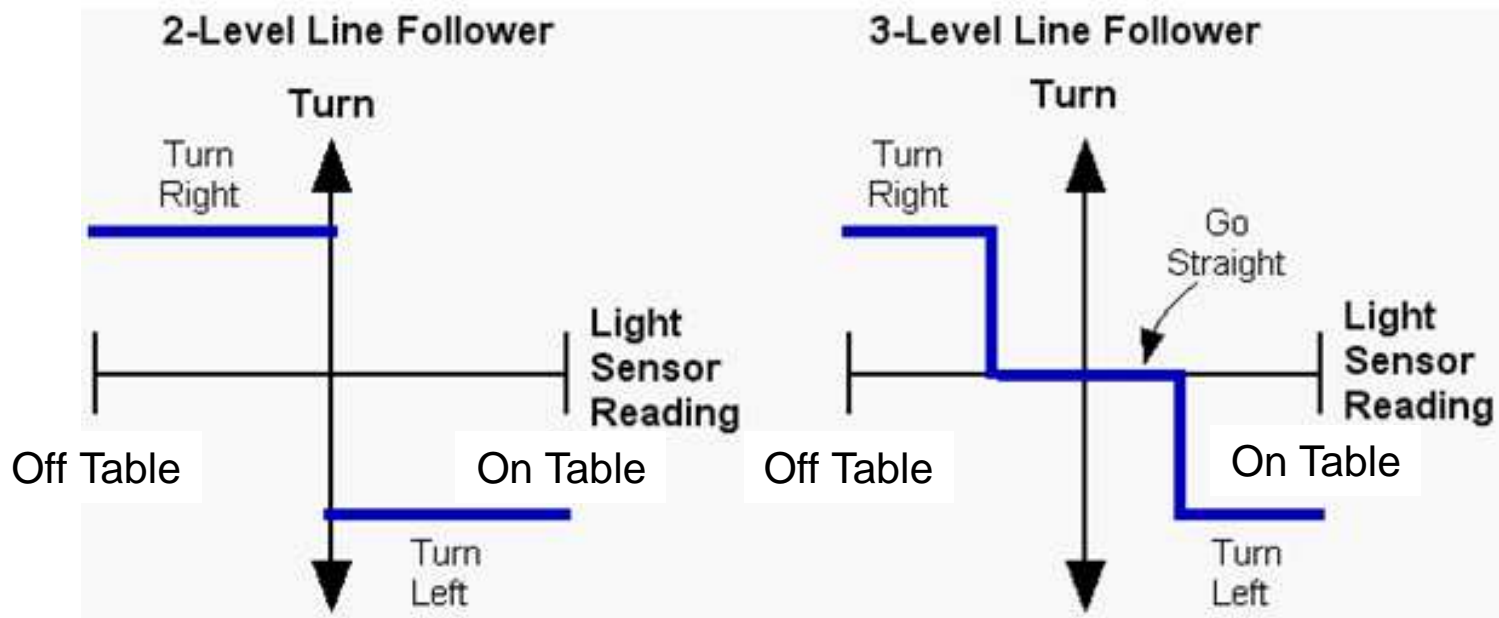 2-Level Line Follower
Turn
Turn
Right
Light
Sensor
Reading
Off Table
On Table
Turn
Left
3-Level Line Follower
Turn
Turn
Right
Go
Straight
Light
Sensor
Reading
Off Table
On Table
Turn
Left